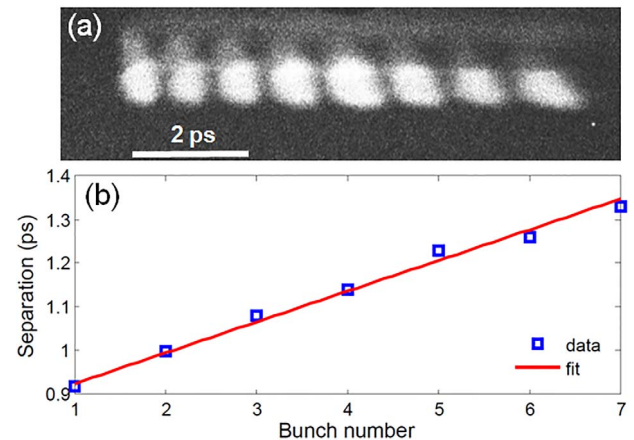 (a)
2 ps
(b)
1.4
1.3
1.2
1.1
1
0.9
Separation (ps)
data
fit
1 2 3 4 5 6 7
Bunch number